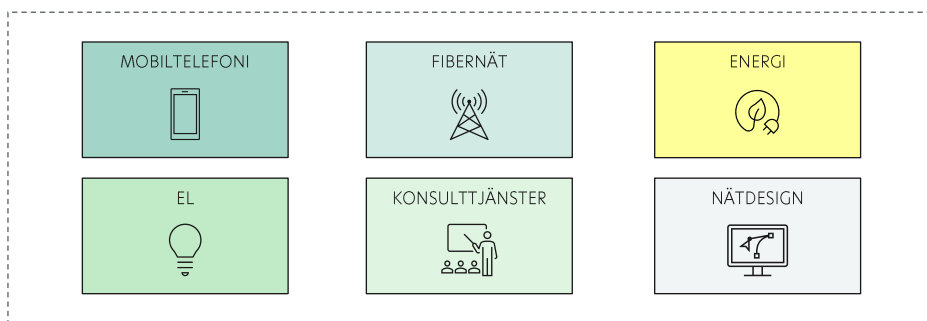 MOBILTELEFONI
FIBERNÄT
ENERGI
EL
KONSULTTJÄNSTER
NÄTDESIGN